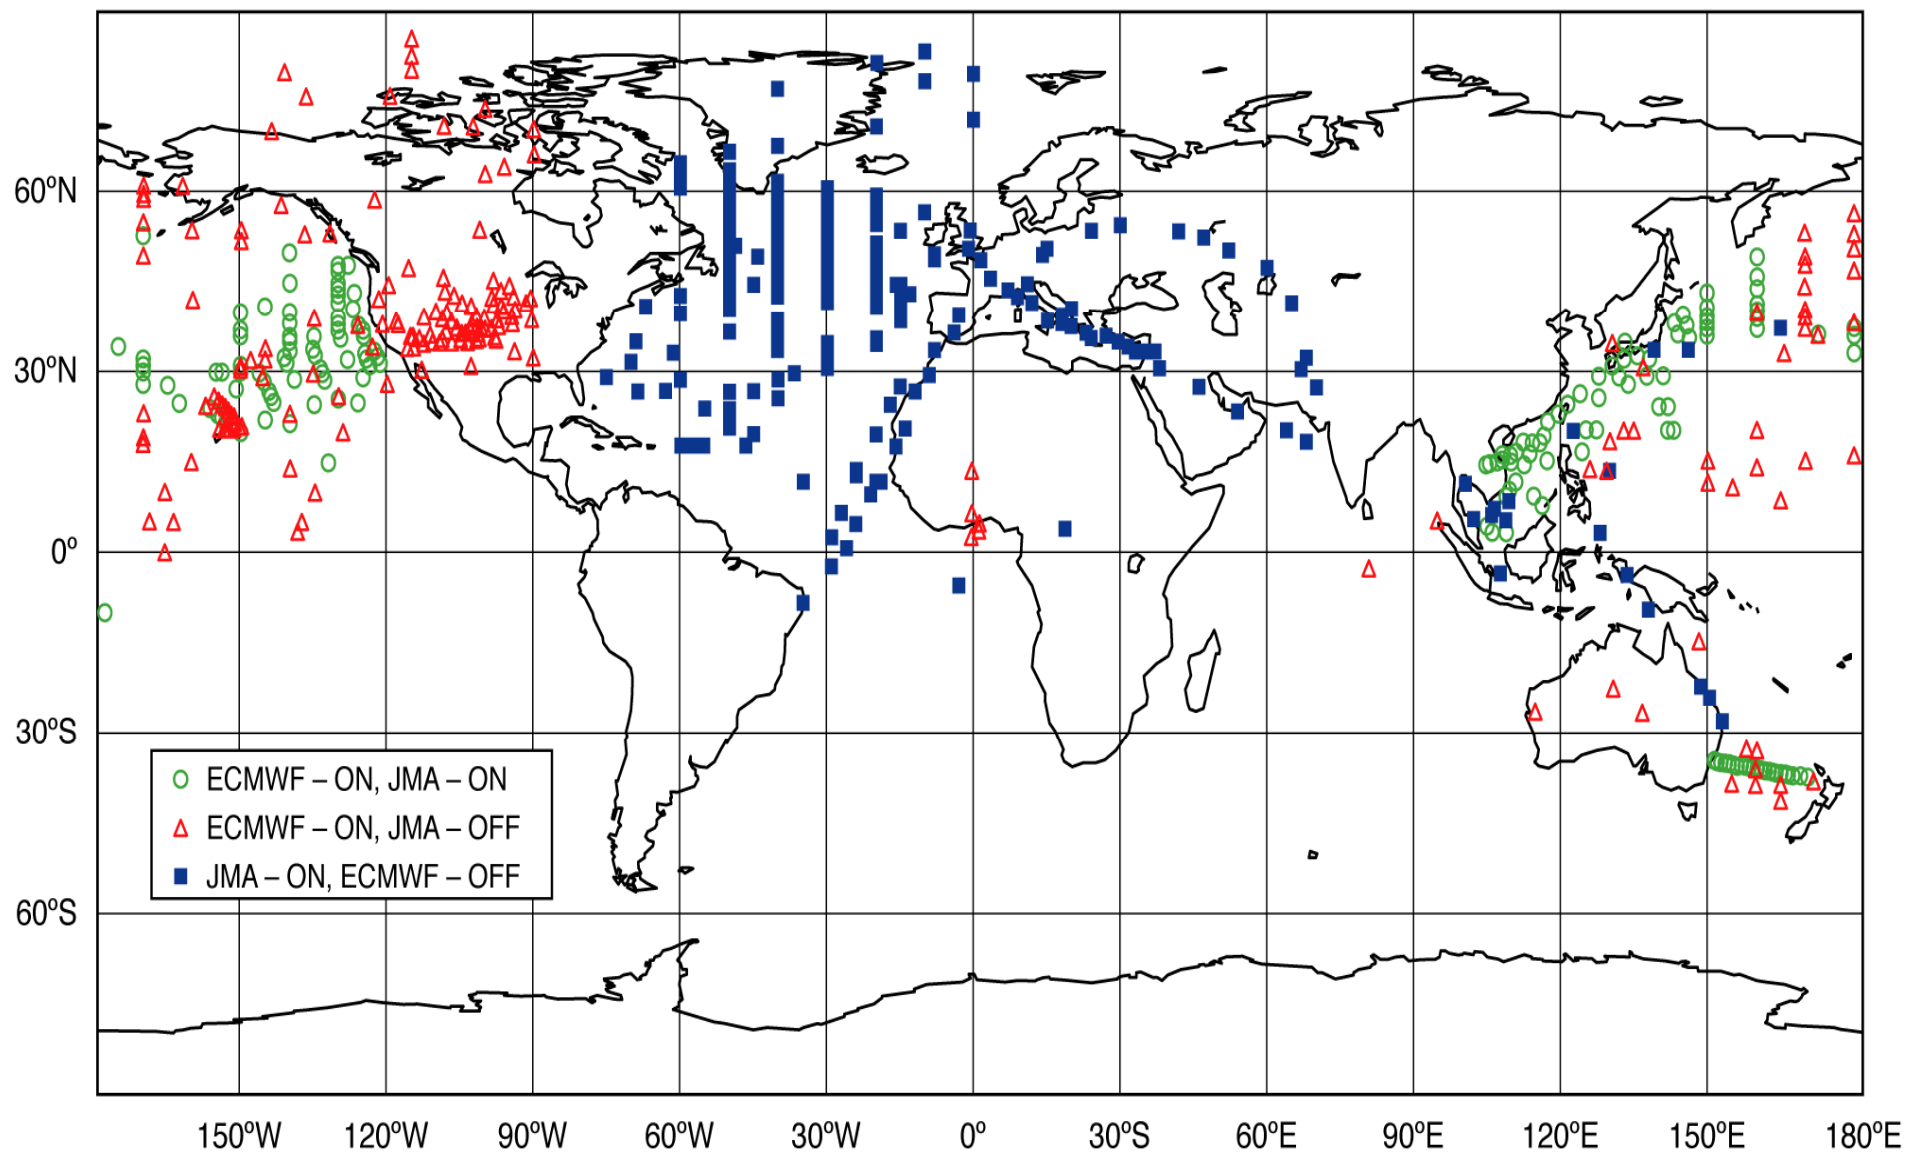 60ºN
30ºN
0º
30ºS
60ºS
ECMWF – ON, JMA – ON
ECMWF – ON, JMA – OFF
JMA – ON, ECMWF – OFF
150ºW 120ºW 90ºW 60ºW 30ºW 0º 30ºS 60ºE 90ºE 120ºE 150ºE 180ºE